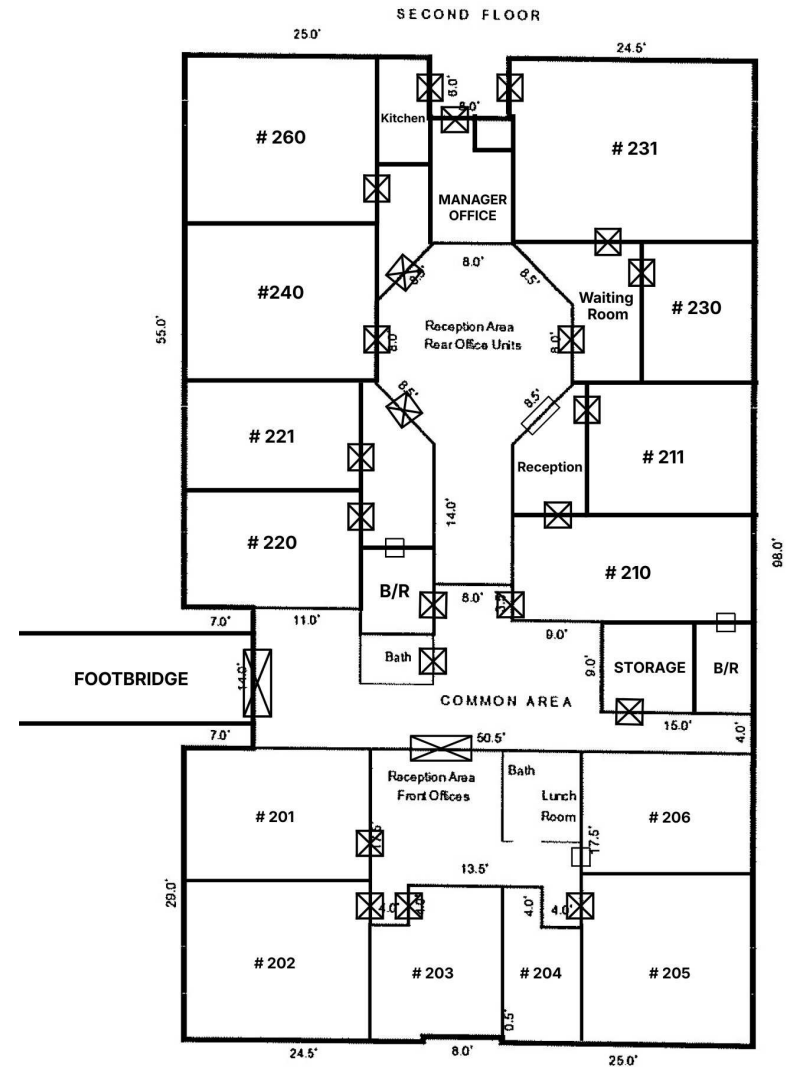 SECOND FLOOR
25.0'
24.5'
6.0'
8.0'
Kitchen
# 260
# 231
MANAGER
OFFICE
8.0'
8.5'
8.5'
#240
Waiting
Room
# 230
55.0'
Reception Area
Rear Office Units
8.0'
8.0'
8.5'
8.5'
# 221
# 211
Reception
14.0'
# 220
# 210
98.0'
B/R
8.0'
7.0'
11.0'
9.0'
Bath
9.0'
STORAGE
B/R
FOOTBRIDGE
14.0'
COMMON AREA
15.0'
4.0'
7.0'
50.5'
Reception Area
Front Offices
Bath
Lunch
Room
# 201
# 206
17.5'
13.5'
29.0'
4.0'
4.0'
4.0'
# 202
# 203
# 204
# 205
0.5'
24.5'
8.0'
25.0'